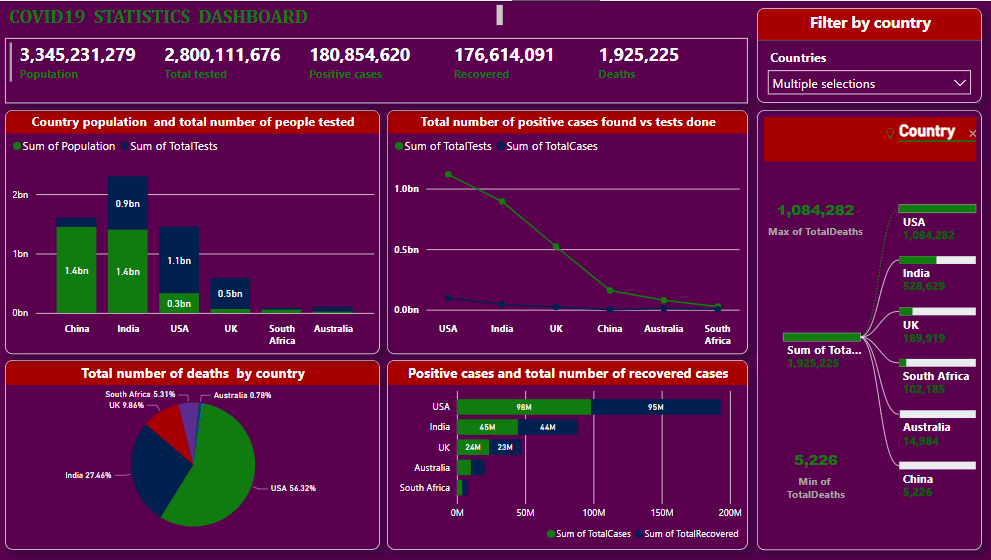 COVID19 STATISTICS DASHBOARD
3,345,231,279 2,800,111,676 180,854,620 176,614,091 1,925,225
Population Total tested Positive cases Recovered Deaths
Filter by country
Countries
Multiple selections
Country population and total number of people tested
Sum of Population Sum of TotalTests
2bn
1bn
0bn
1.4bn
0.9bn
1.4bn
1.1bn
0.3bn
0.5bn
China India USA UK South Africa Australia
Total number of positive cases found vs tests done
Sum of TotalTests Sum of TotalCases
1.0bn
0.5bn
0.0bn
USA India UK China Australia South Africa
Total number of deaths by country
South Africa 5.31%
Australia 0.78%
UK 9.86%
India 27.46%
USA 56.32%
Positive cases and total number of recovered cases
USA 98M 95M
India 45M 44M
UK 24M 23M
Australia
South Africa
0M 50M 100M 150M 200M
Sum of TotalCases Sum of TotalRecovered
Country
1,084,282
Max of TotalDeaths
5,226
Min of
TotalDeaths
Sum of Tota...
1,925,225
USA
1,084,282
India
528,629
UK
189,919
South Africa
102,185
Australia
14,984
China
5,226